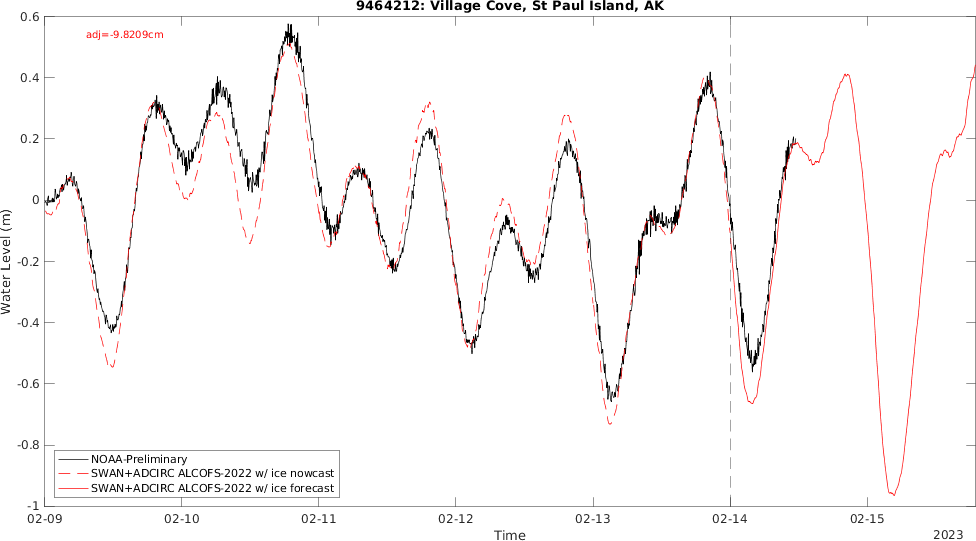 9464212: Village Cove, St Paul Island, AK
adj=-9.8209cm
0.6
0.4
0.2
0
-0.2
-0.4
-0.6
-0.8
-1
Water Level (m)
NOAA-Preliminary
SWAN+ADCIRC ALCOFS-2022 w/ ice nowcast
SWAN+ADCIRC ALCOFS-2022 w/ ice forecast
02-09 02-10 02-11 02-12 02-13 02-14 02-15
Time
2023